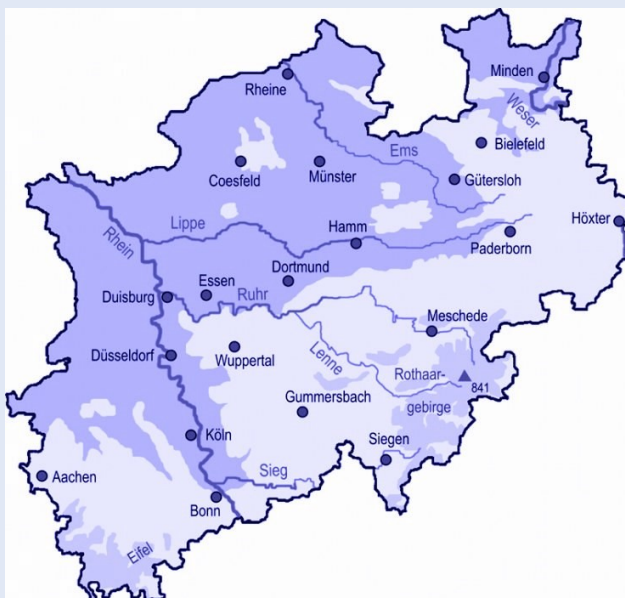 Minden
Rheine
Weser
Bielefeld
Ems
Coesfeld
Münster
Gütersloh
Höxter
Lippe
Hamm
Rhein
Paderborn
Dortmund
Essen
Duisburg
Ruhr
Meschede
Düsseldorf
Wuppertal
Lenne
Rothaar-
841
gebirge
Gummersbach
Köln
Siegen
Sieg
Aachen
Bonn
Eifel